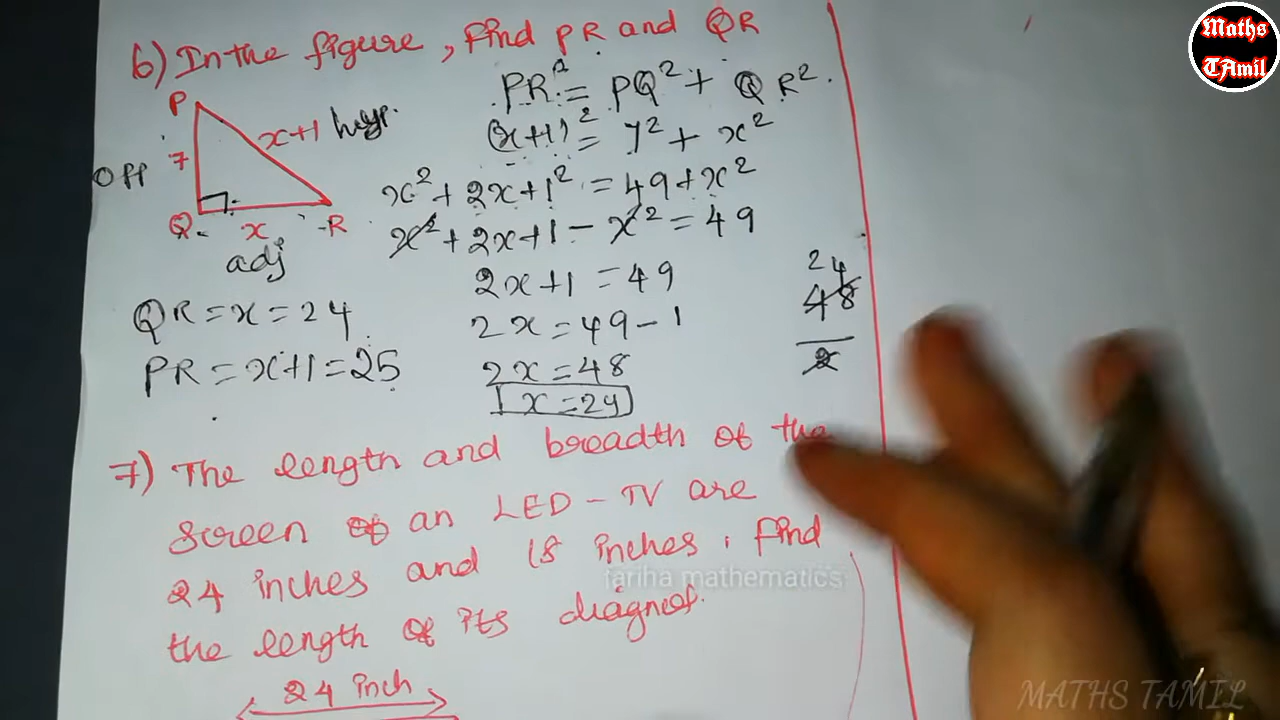 Maths
TAmil
6) In the figure, Find PR and QR
P
x+1 hyp.
opp
7
Q
x
R
adj
PR² = PQ² + QR².
(x+1)² = 7² + x²
x² + 2x + 1² = 49 + x²
x² + 2x + 1 - x² = 49
2x + 1 = 49
2x = 49 - 1
2x = 48
x = 24
24
48
2
QR = x = 24
PR = x+1 = 25
7) The length and breadth of the
screen of an LED - TV are
24 inches and 18 inches. Find
the length of its
24 inch
tariha mathematics
MATHS TAMIL